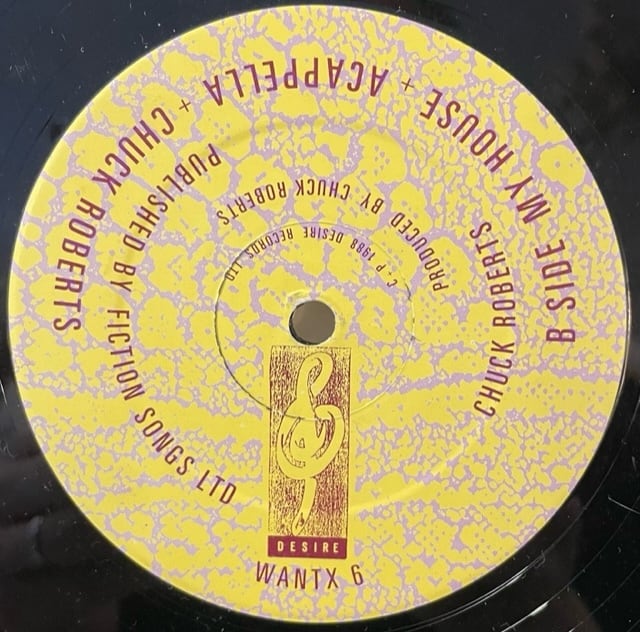 B SIDE MY HOUSE + ACAPPELLA + CHUCK ROBERTS
CHUCK ROBERTS
PUBLISHED BY FICTION SONGS LTD
PRODUCED BY CHUCK ROBERTS
C P 1988 DESIRE RECORDS LTD
DESIRE
WANTX 6